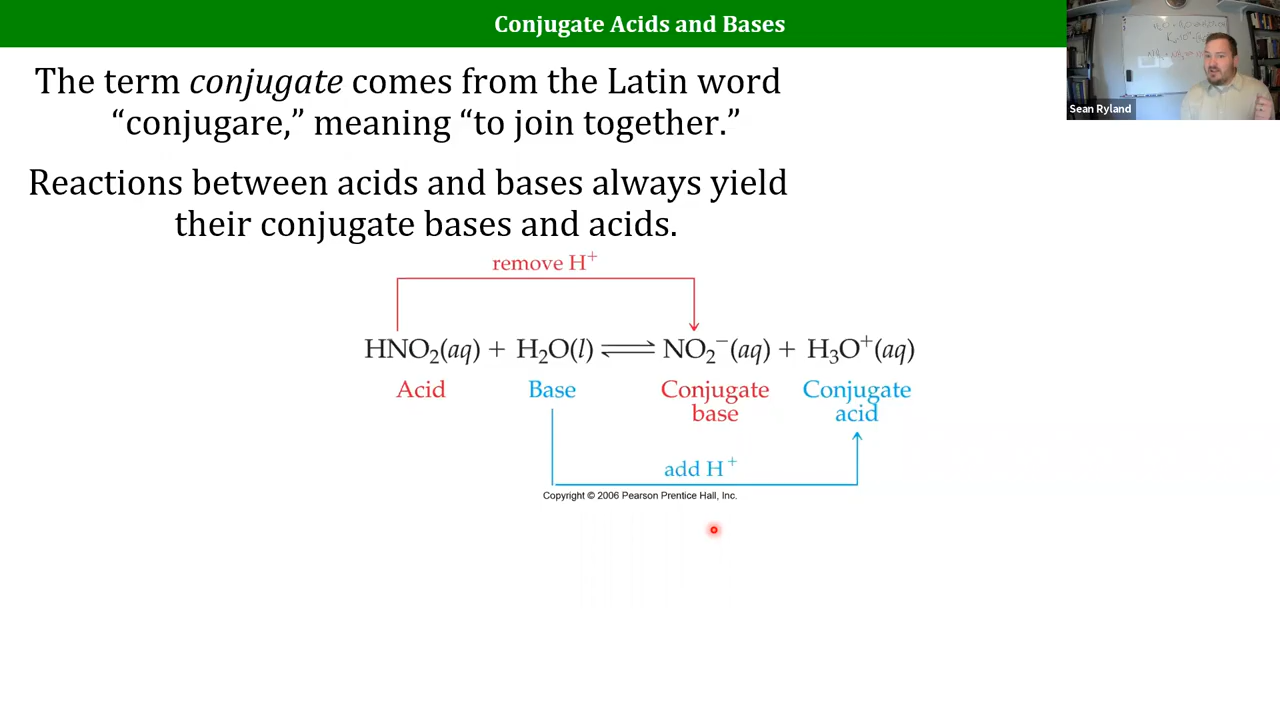 Conjugate Acids and Bases
Sean Ryland
The term conjugate comes from the Latin word
“conjugare,” meaning “to join together.”
Reactions between acids and bases always yield
their conjugate bases and acids.
remove H⁺
HNO₂(aq) + H₂O(l) ⇌ NO₂⁻(aq) + H₃O⁺(aq)
Acid Base Conjugate base Conjugate acid
add H⁺
Copyright © 2006 Pearson Prentice Hall, Inc.